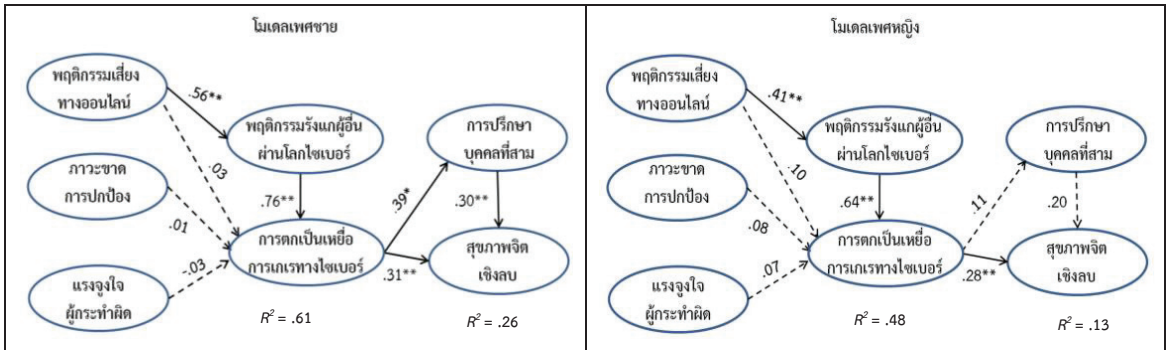 โมเดลเพศชาย
พฤติกรรมเสี่ยง
ทางออนไลน์
.56**
พฤติกรรมรังแกผู้อื่น
ผ่านโลกไซเบอร์
การปรึกษา
บุคคลที่สาม
.03
ภาวะขาด
การปกป้อง
.76**
.39*
.30**
.01
การตกเป็นเหยื่อ
การเกเรทางไซเบอร์
สุขภาพจิต
เชิงลบ
-.03
.31**
แรงจูงใจ
ผู้กระทำผิด
R² = .61
R² = .26
โมเดลเพศหญิง
พฤติกรรมเสี่ยง
ทางออนไลน์
.41**
พฤติกรรมรังแกผู้อื่น
ผ่านโลกไซเบอร์
การปรึกษา
บุคคลที่สาม
.10
ภาวะขาด
การปกป้อง
.64**
.11
.20
.08
การตกเป็นเหยื่อ
การเกเรทางไซเบอร์
สุขภาพจิต
เชิงลบ
.07
.28**
แรงจูงใจ
ผู้กระทำผิด
R² = .48
R² = .13